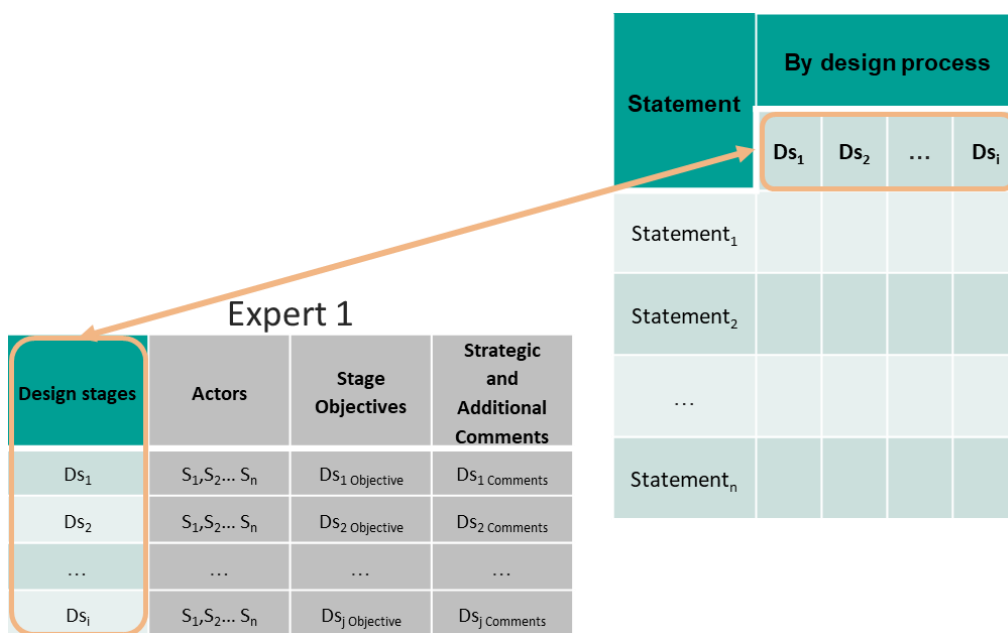 By design process
Statement
Ds₁ Ds₂ ... Dsᵢ
Statement₁
Statement₂
...
Statementₙ
Expert 1
Design stages
Actors
Stage
Objectives
Strategic
and
Additional
Comments
Ds₁ S₁,S₂... Sₙ Ds₁ Objective Ds₁ Comments
Ds₂ S₁,S₂... Sₙ Ds₂ Objective Ds₂ Comments
... ... ... ...
Dsᵢ S₁,S₂... Sₙ Dsⱼ Objective Dsⱼ Comments